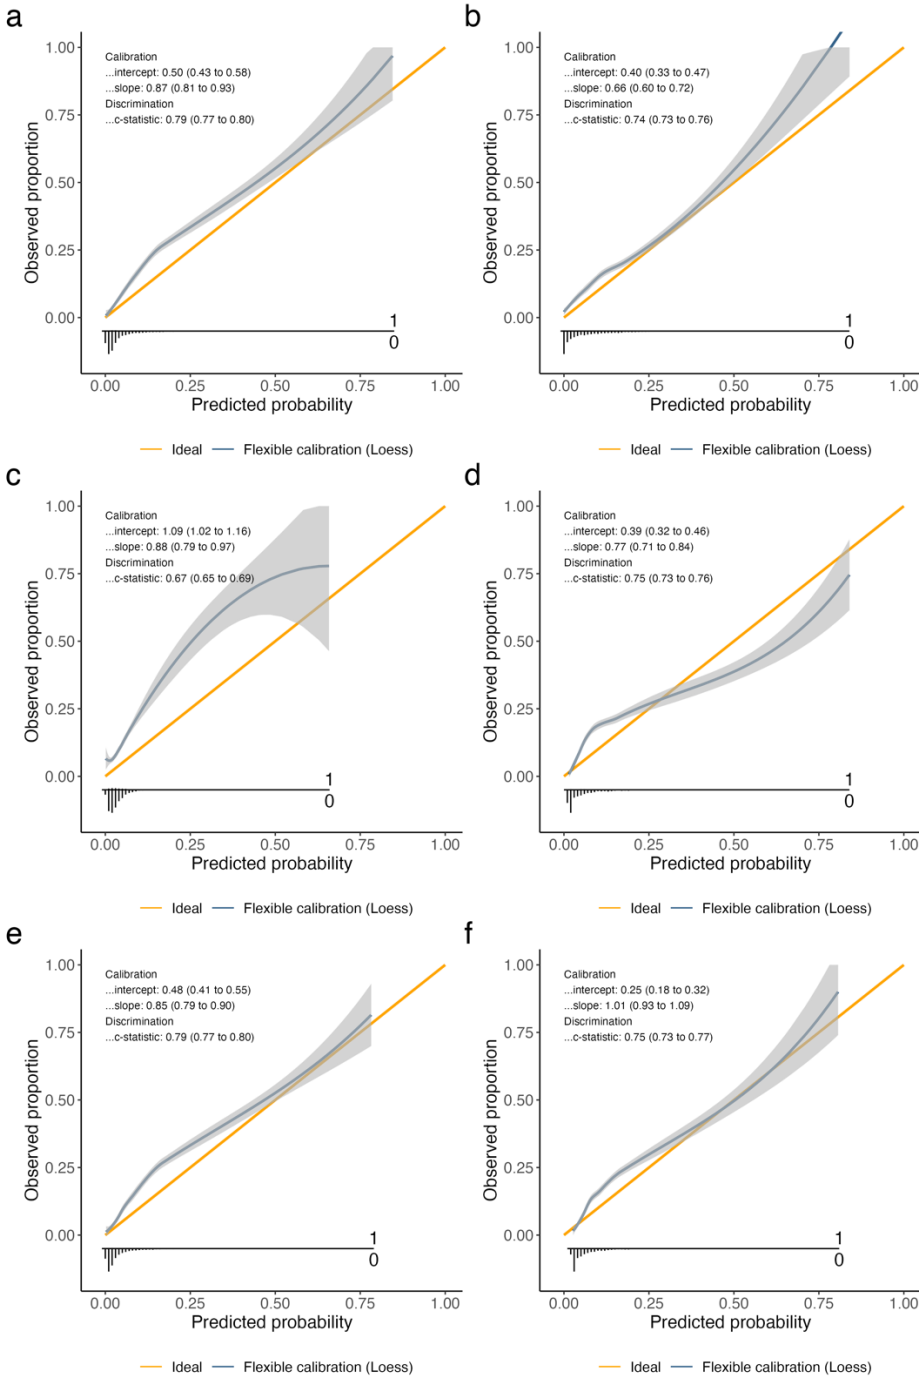 a
Observed proportion
1.00
0.75
0.50
0.25
0.00
Calibration
...intercept: 0.50 (0.43 to 0.58)
...slope: 0.87 (0.81 to 0.93)
Discrimination
...c-statistic: 0.79 (0.77 to 0.80)
1
0
0.00 0.25 0.50 0.75 1.00
Predicted probability
Ideal Flexible calibration (Loess)
b
Observed proportion
1.00
0.75
0.50
0.25
0.00
Calibration
...intercept: 0.40 (0.33 to 0.47)
...slope: 0.66 (0.60 to 0.72)
Discrimination
...c-statistic: 0.74 (0.73 to 0.76)
1
0
0.00 0.25 0.50 0.75 1.00
Predicted probability
Ideal Flexible calibration (Loess)
c
Observed proportion
1.00
0.75
0.50
0.25
0.00
Calibration
...intercept: 1.09 (1.02 to 1.16)
...slope: 0.88 (0.79 to 0.97)
Discrimination
...c-statistic: 0.67 (0.65 to 0.69)
1
0
0.00 0.25 0.50 0.75 1.00
Predicted probability
Ideal Flexible calibration (Loess)
d
Observed proportion
1.00
0.75
0.50
0.25
0.00
Calibration
...intercept: 0.39 (0.32 to 0.46)
...slope: 0.77 (0.71 to 0.84)
Discrimination
...c-statistic: 0.75 (0.73 to 0.76)
1
0
0.00 0.25 0.50 0.75 1.00
Predicted probability
Ideal Flexible calibration (Loess)
e
Observed proportion
1.00
0.75
0.50
0.25
0.00
Calibration
...intercept: 0.48 (0.41 to 0.55)
...slope: 0.85 (0.79 to 0.90)
Discrimination
...c-statistic: 0.79 (0.77 to 0.80)
1
0
0.00 0.25 0.50 0.75 1.00
Predicted probability
Ideal Flexible calibration (Loess)
f
Observed proportion
1.00
0.75
0.50
0.25
0.00
Calibration
...intercept: 0.25 (0.18 to 0.32)
...slope: 1.01 (0.93 to 1.09)
Discrimination
...c-statistic: 0.75 (0.73 to 0.77)
1
0
0.00 0.25 0.50 0.75 1.00
Predicted probability
Ideal Flexible calibration (Loess)